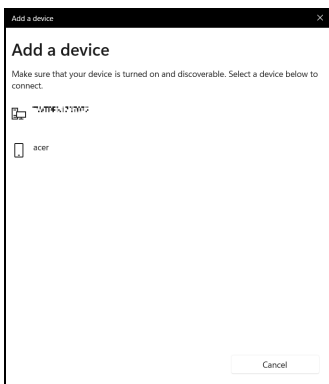 Add a device
Add a device
Make sure that your device is turned on and discoverable. Select a device below to
connect.
acer
Cancel